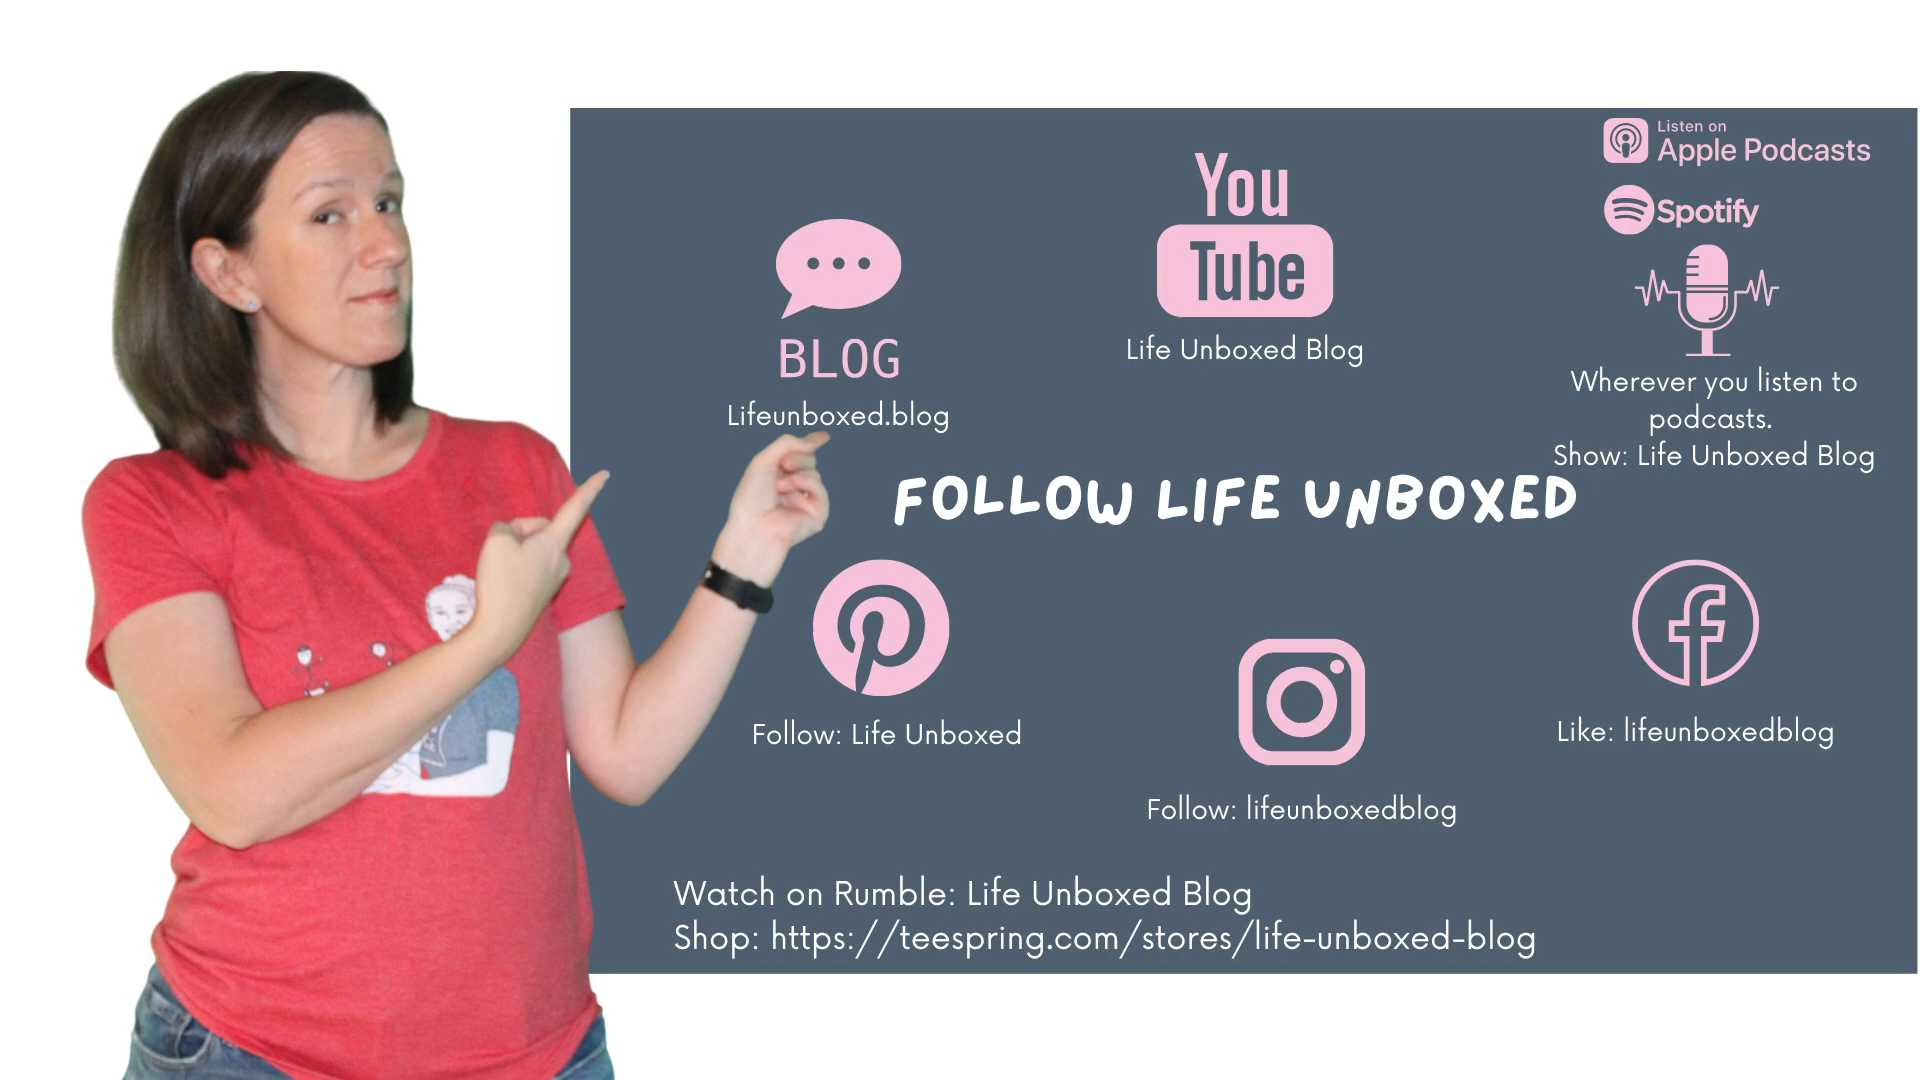 Listen on
Apple Podcasts
Spotify
You
Tube
Life Unboxed Blog
BLOG
Lifeunboxed.blog
Wherever you listen to
podcasts.
Show: Life Unboxed Blog
FOLLOW LIFE UNBOXED
Follow: Life Unboxed
Follow: lifeunboxedblog
Like: lifeunboxedblog
Watch on Rumble: Life Unboxed Blog
Shop: https://teespring.com/stores/life-unboxed-blog